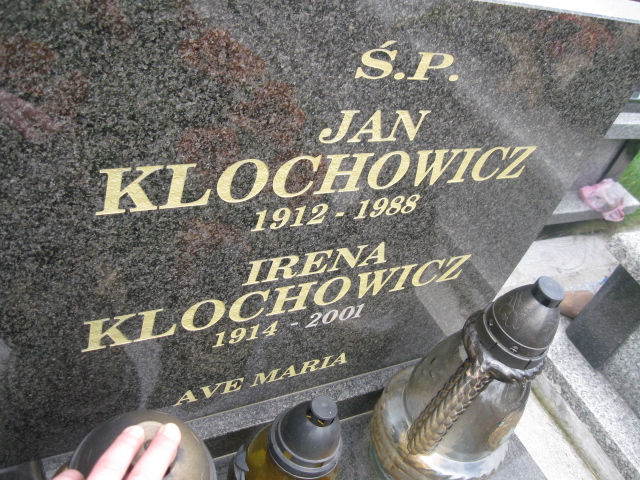 Ś.P.
JAN
KLOCHOWICZ
1912 - 1988
IRENA
KLOCHOWICZ
1914 - 2001
AVE MARIA